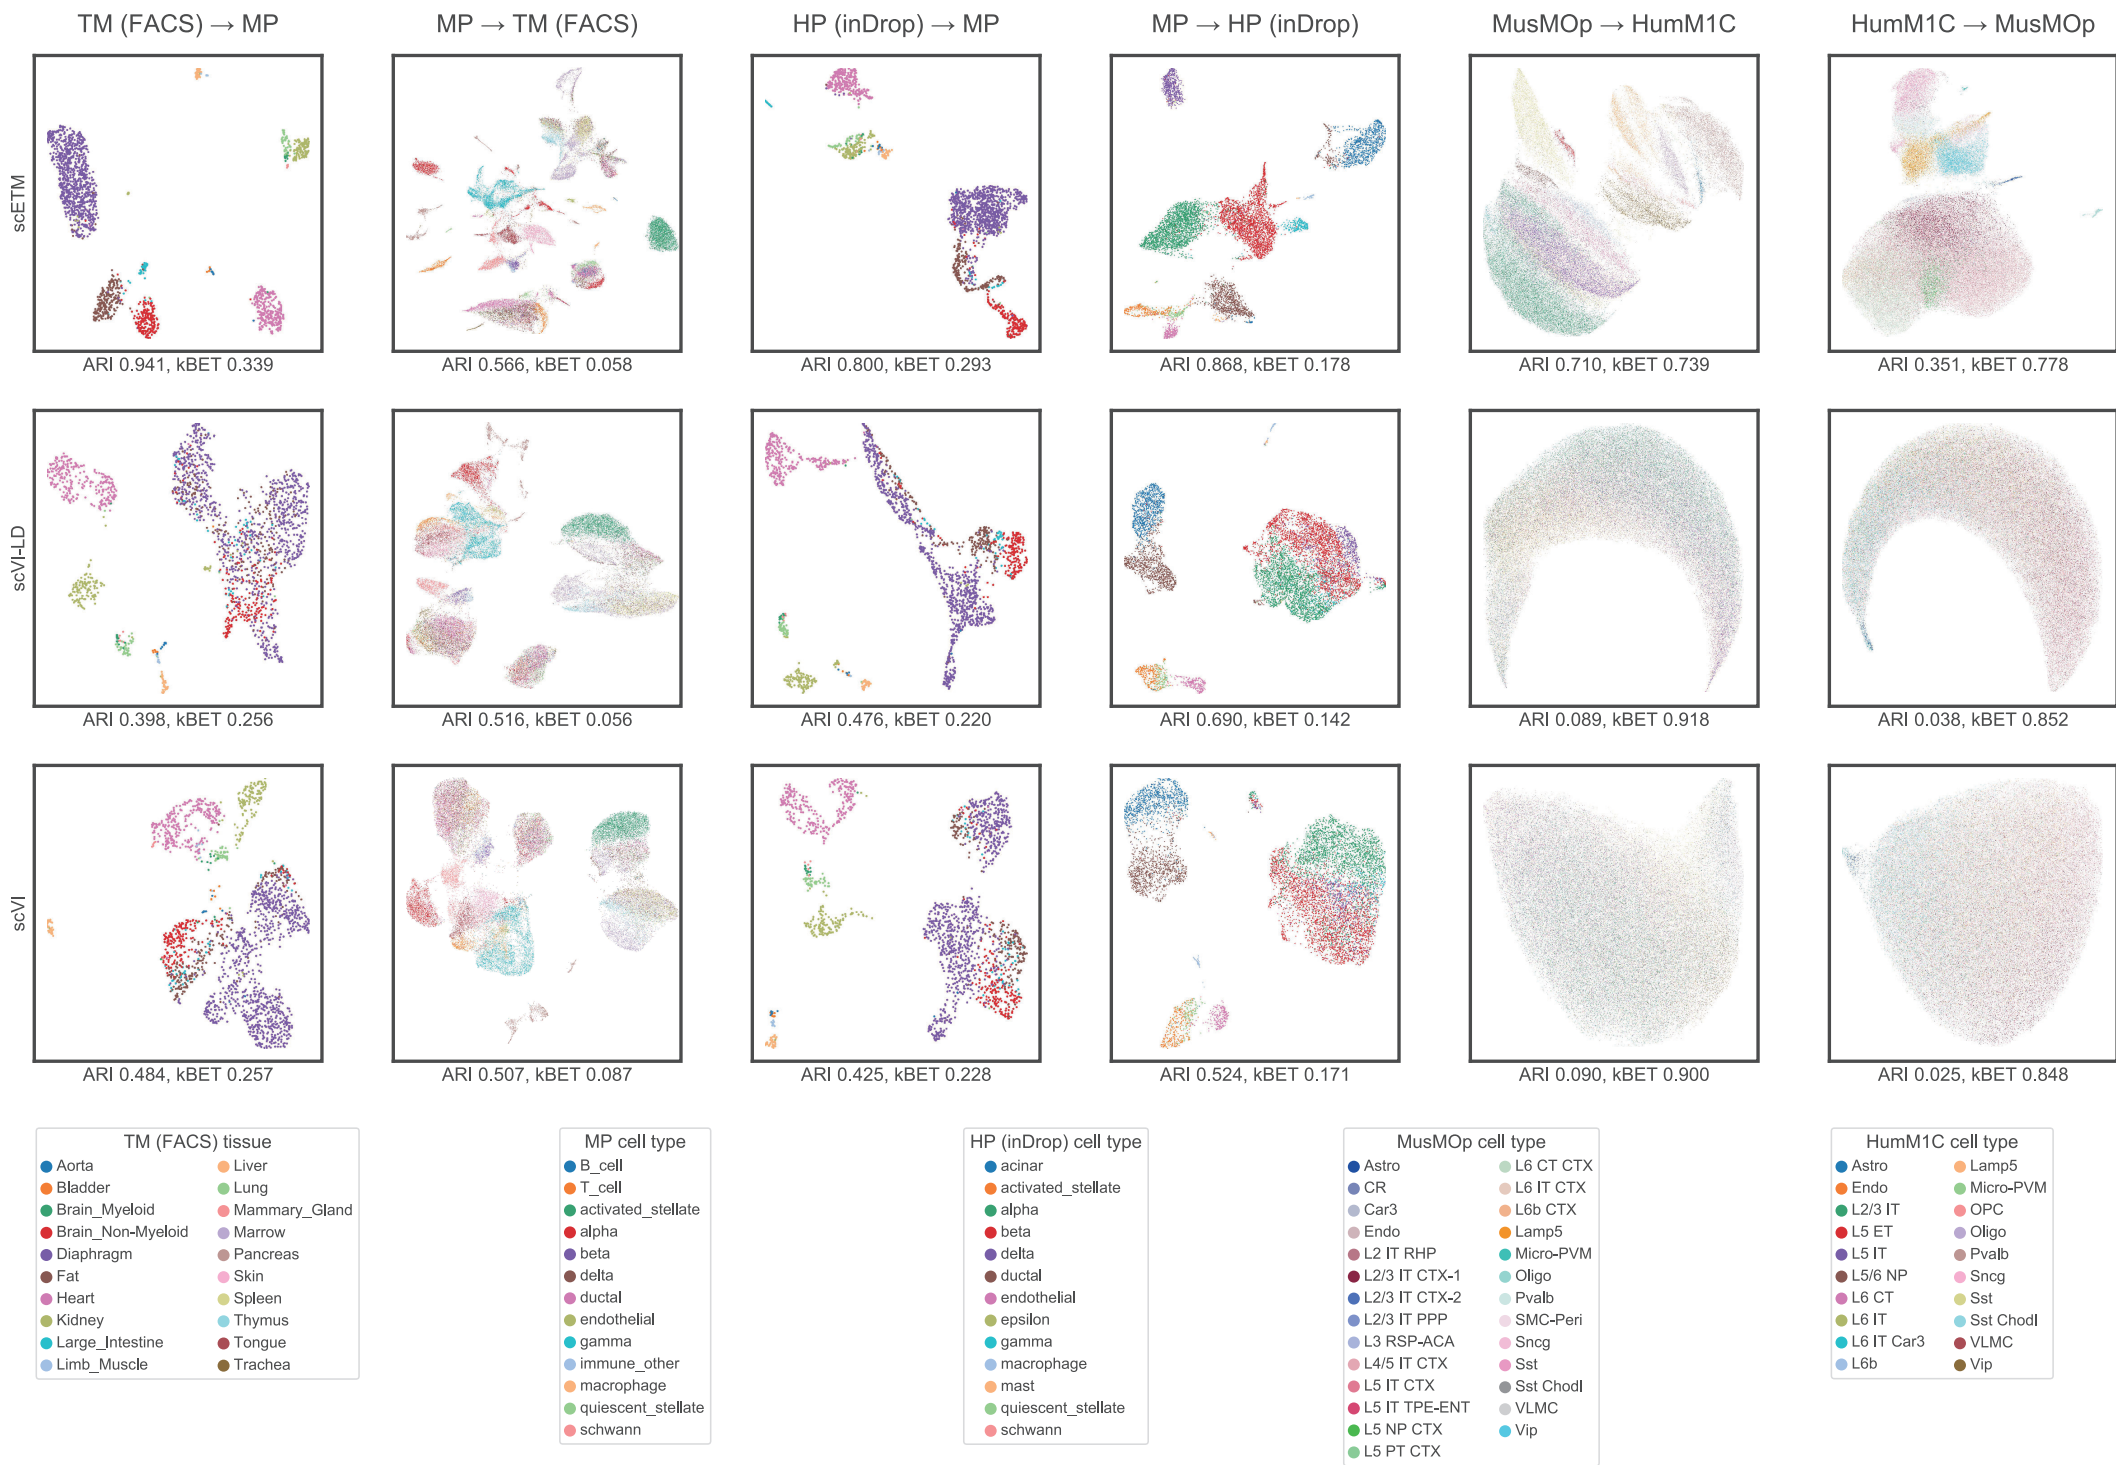 TM (FACS) → MP
MP → TM (FACS)
HP (inDrop) → MP
MP → HP (inDrop)
MusMOp → HumM1C
HumM1C → MusMOp
scETM
ARI 0.941, kBET 0.339
ARI 0.566, kBET 0.058
ARI 0.800, kBET 0.293
ARI 0.868, kBET 0.178
ARI 0.710, kBET 0.739
ARI 0.351, kBET 0.778
scVI-LD
ARI 0.398, kBET 0.256
ARI 0.516, kBET 0.056
ARI 0.476, kBET 0.220
ARI 0.690, kBET 0.142
ARI 0.089, kBET 0.918
ARI 0.038, kBET 0.852
scVI
ARI 0.484, kBET 0.257
ARI 0.507, kBET 0.087
ARI 0.425, kBET 0.228
ARI 0.524, kBET 0.171
ARI 0.090, kBET 0.900
ARI 0.025, kBET 0.848
TM (FACS) tissue
Aorta
Bladder
Brain_Myeloid
Brain_Non-Myeloid
Diaphragm
Fat
Heart
Kidney
Large_Intestine
Limb_Muscle
Liver
Lung
Mammary_Gland
Marrow
Pancreas
Skin
Spleen
Thymus
Tongue
Trachea
MP cell type
B_cell
T_cell
activated_stellate
alpha
beta
delta
ductal
endothelial
gamma
immune_other
macrophage
quiescent_stellate
schwann
HP (inDrop) cell type
acinar
activated_stellate
alpha
beta
delta
ductal
endothelial
epsilon
gamma
macrophage
mast
quiescent_stellate
schwann
MusMOp cell type
Astro
CR
Car3
Endo
L2 IT RHP
L2/3 IT CTX-1
L2/3 IT CTX-2
L2/3 IT PPP
L3 RSP-ACA
L4/5 IT CTX
L5 IT CTX
L5 IT TPE-ENT
L5 NP CTX
L5 PT CTX
L6 CT CTX
L6 IT CTX
L6b CTX
Lamp5
Micro-PVM
Oligo
Pvalb
SMC-Peri
Sncg
Sst
Sst Chodl
VLMC
Vip
HumM1C cell type
Astro
Endo
L2/3 IT
L5 ET
L5 IT
L5/6 NP
L6 CT
L6 IT
L6 IT Car3
L6b
Lamp5
Micro-PVM
OPC
Oligo
Pvalb
Sncg
Sst
Sst Chodl
VLMC
Vip